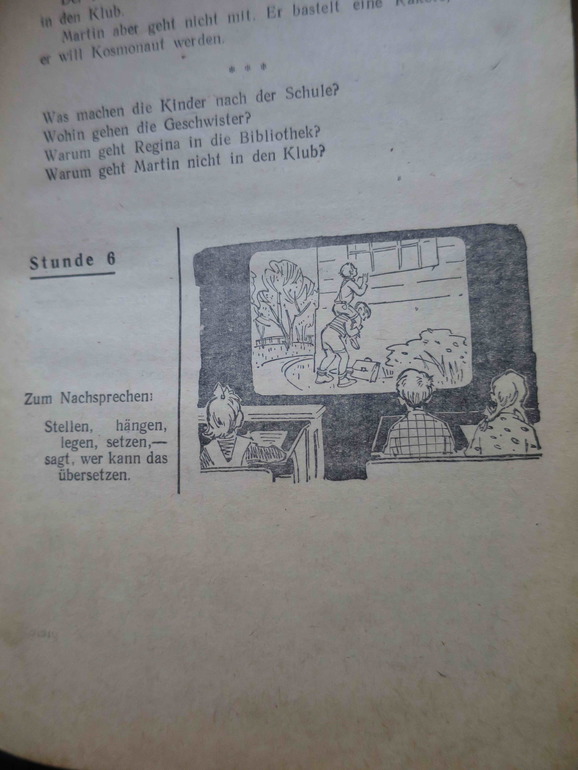 in den Klub.
Martin aber geht nicht mit. Er bastelt eine
er will Kosmonaut werden.
* * *
Was machen die Kinder nach der Schule?
Wohin gehen die Geschwister?
Warum geht Regina in die Bibliothek?
Warum geht Martin nicht in den Klub?
Stunde 6
Zum Nachsprechen:
Stellen, hängen,
legen, setzen,—
sagt, wer kann das
übersetzen.